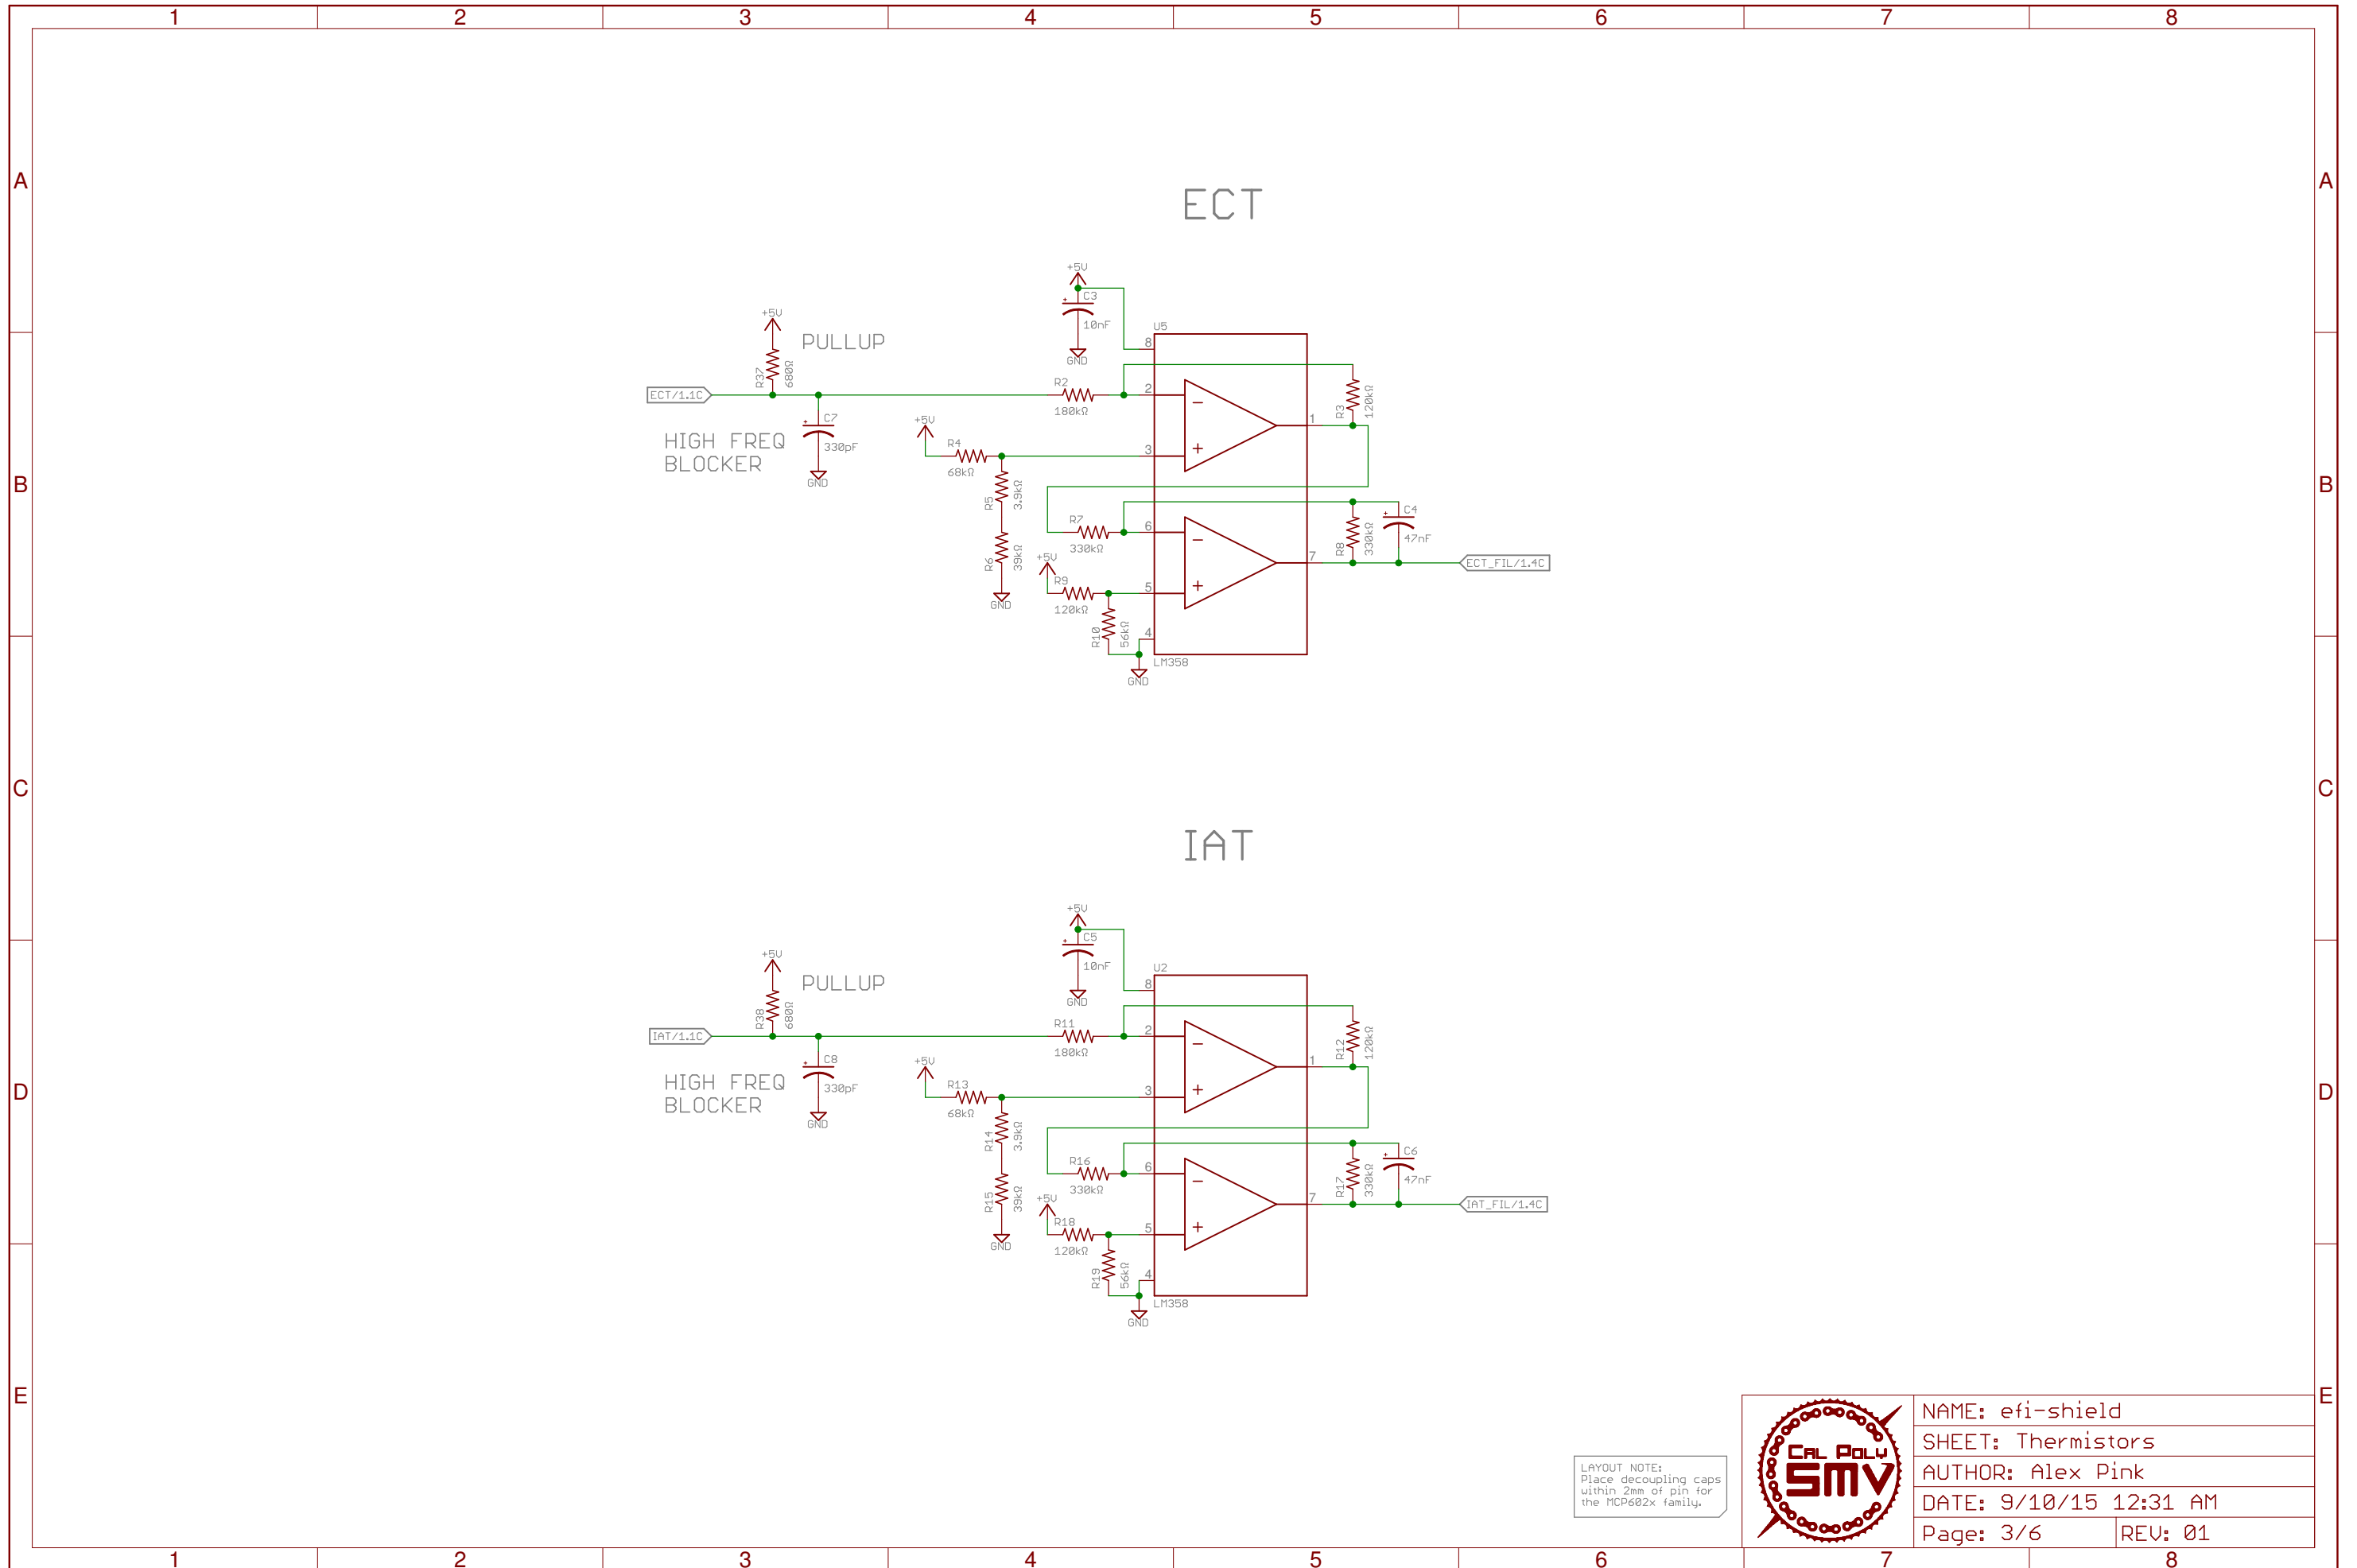 1 2 3 4 5 6 7 8
A A
ECT
+5V
C3
10nF
GND
+5V
PULLUP
R37
680Ω
U5
8
ECT/1.1C
R2
180kΩ
2
R3
120kΩ
1
C7
330pF
GND
HIGH FREQ
BLOCKER
+5V
R4
68kΩ
3
B B
R5
3.9kΩ
R6
39kΩ
GND
R7
330kΩ
6
R8
330kΩ
C4
47nF
7
ECT_FIL/1.4C
+5V
R9
120kΩ
5
R10
56kΩ
4
GND
LM358
C C
IAT
+5V
C5
10nF
GND
+5V
PULLUP
R38
680Ω
U2
8
IAT/1.1C
R11
180kΩ
2
R12
120kΩ
1
C8
330pF
GND
HIGH FREQ
BLOCKER
+5V
R13
68kΩ
3
D D
R14
3.9kΩ
R15
39kΩ
GND
R16
330kΩ
6
R17
330kΩ
C6
47nF
7
IAT_FIL/1.4C
+5V
R18
120kΩ
5
R19
56kΩ
4
GND
LM358
E E
LAYOUT NOTE:
Place decoupling caps
within 2mm of pin for
the MCP602x family.
CAL POLY
SMV
NAME: efi-shield
SHEET: Thermistors
AUTHOR: Alex Pink
DATE: 9/10/15 12:31 AM
Page: 3/6 REV: 01
1 2 3 4 5 6 7 8